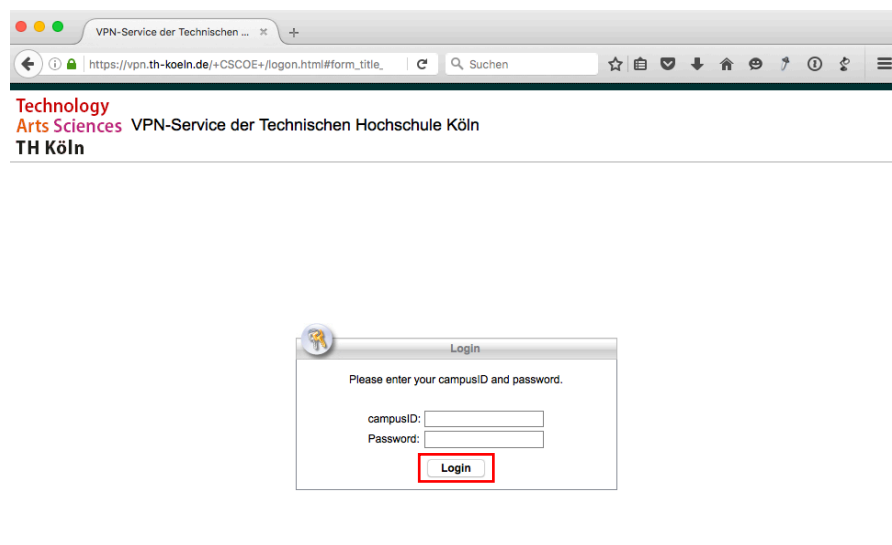 VPN-Service der Technischen ...
https://vpn.th-koeln.de/+CSCOE+/logon.html#form_title_
Suchen
Technology
Arts Sciences VPN-Service der Technischen Hochschule Köln
TH Köln
Login
Please enter your campusID and password.
campusID:
Password:
Login